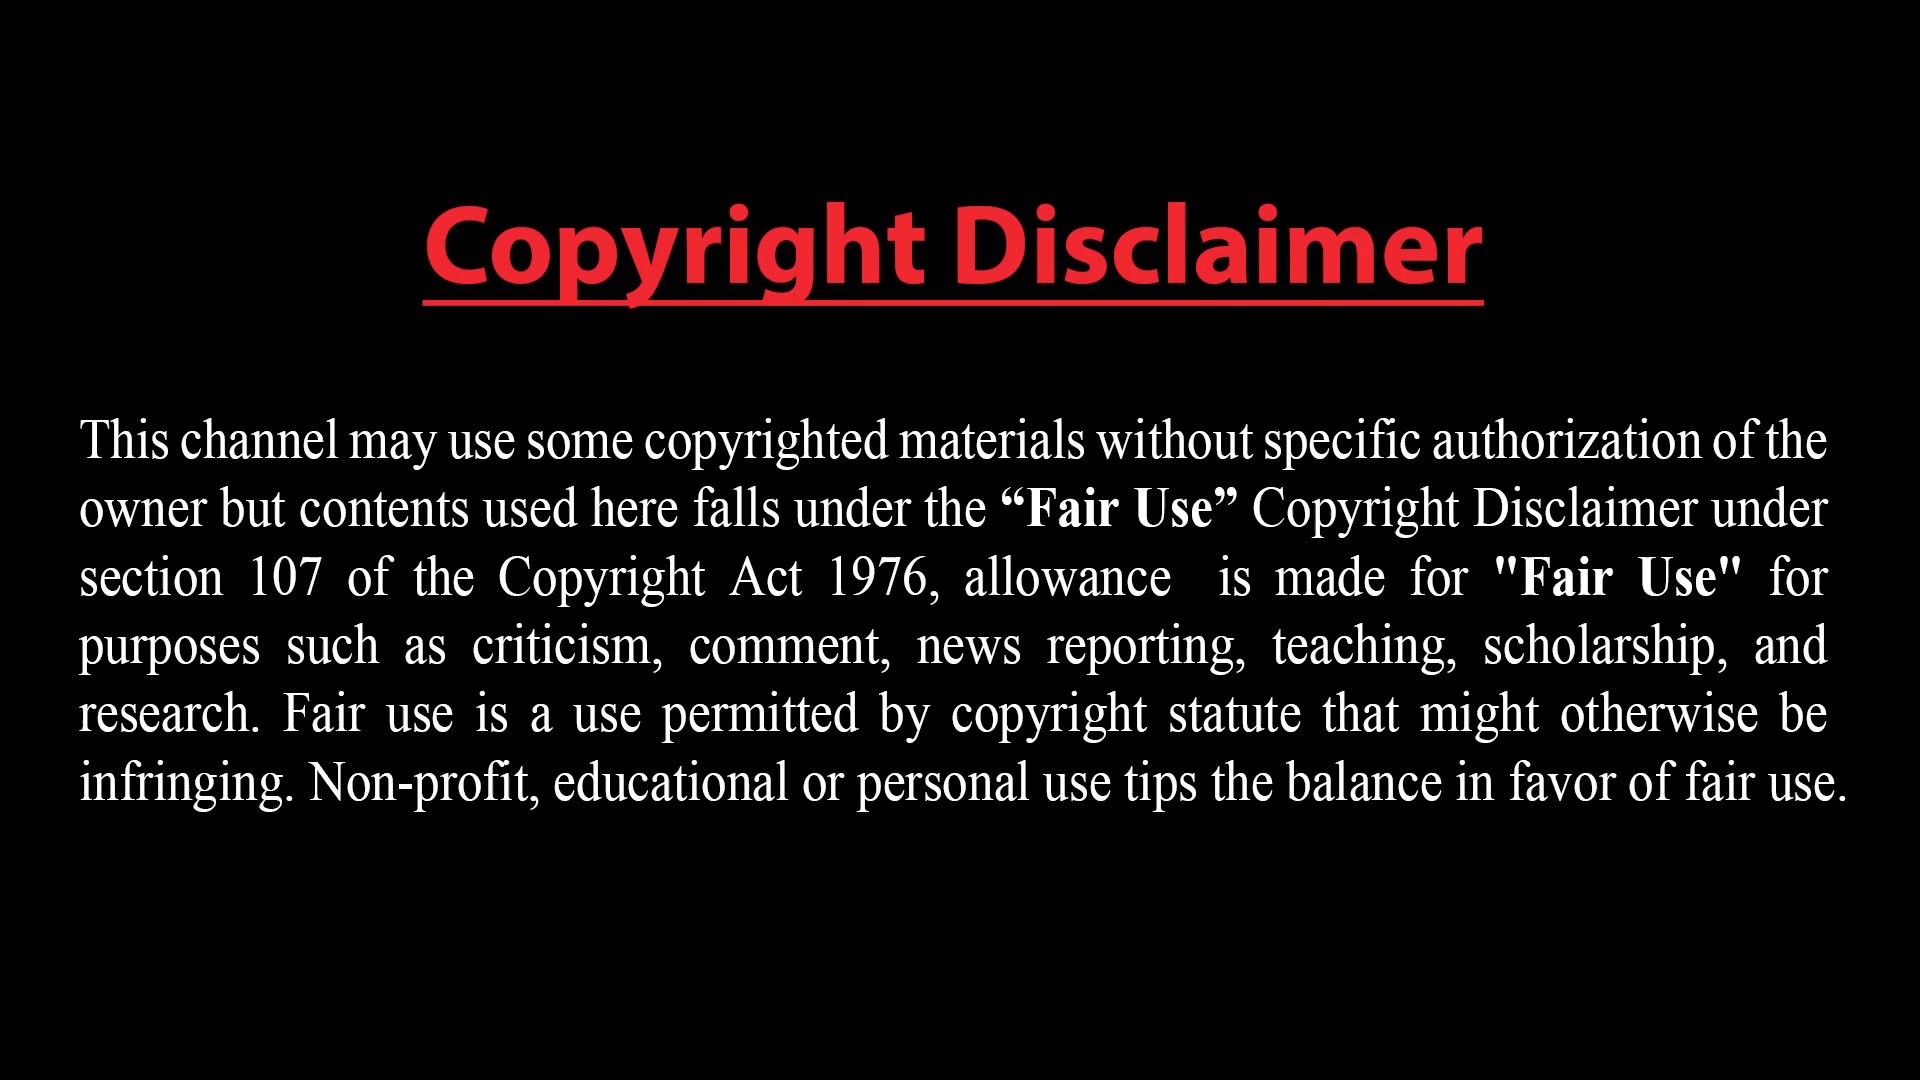 Copyright Disclaimer
This channel may use some copyrighted materials without specific authorization of the
owner but contents used here falls under the “Fair Use” Copyright Disclaimer under
section 107 of the Copyright Act 1976, allowance  is made for "Fair Use" for
purposes such as criticism, comment, news reporting, teaching, scholarship, and
research. Fair use is a use permitted by copyright statute that might otherwise be
infringing. Non-profit, educational or personal use tips the balance in favor of fair use.